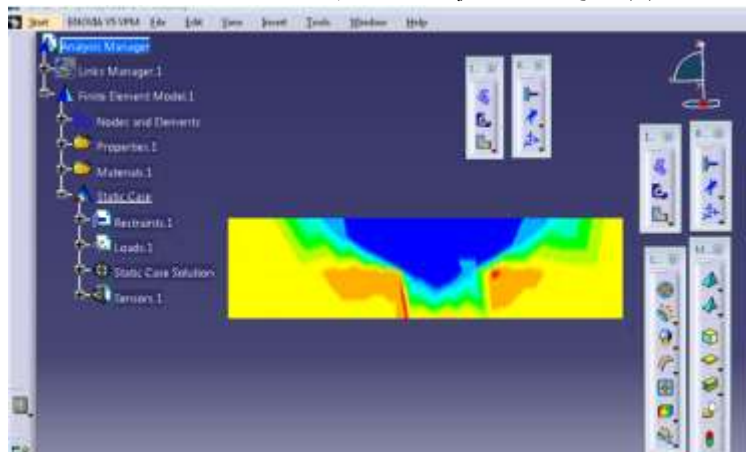 Start ENOVIA V5 VPM File Edit View Insert Tools Window Help
Analysis Manager
Links Manager.1
Finite Element Model.1
Nodes and Elements
Properties.1
Materials.1
Static Case
Restraints.1
Loads.1
Static Case Solution
Sensors.1